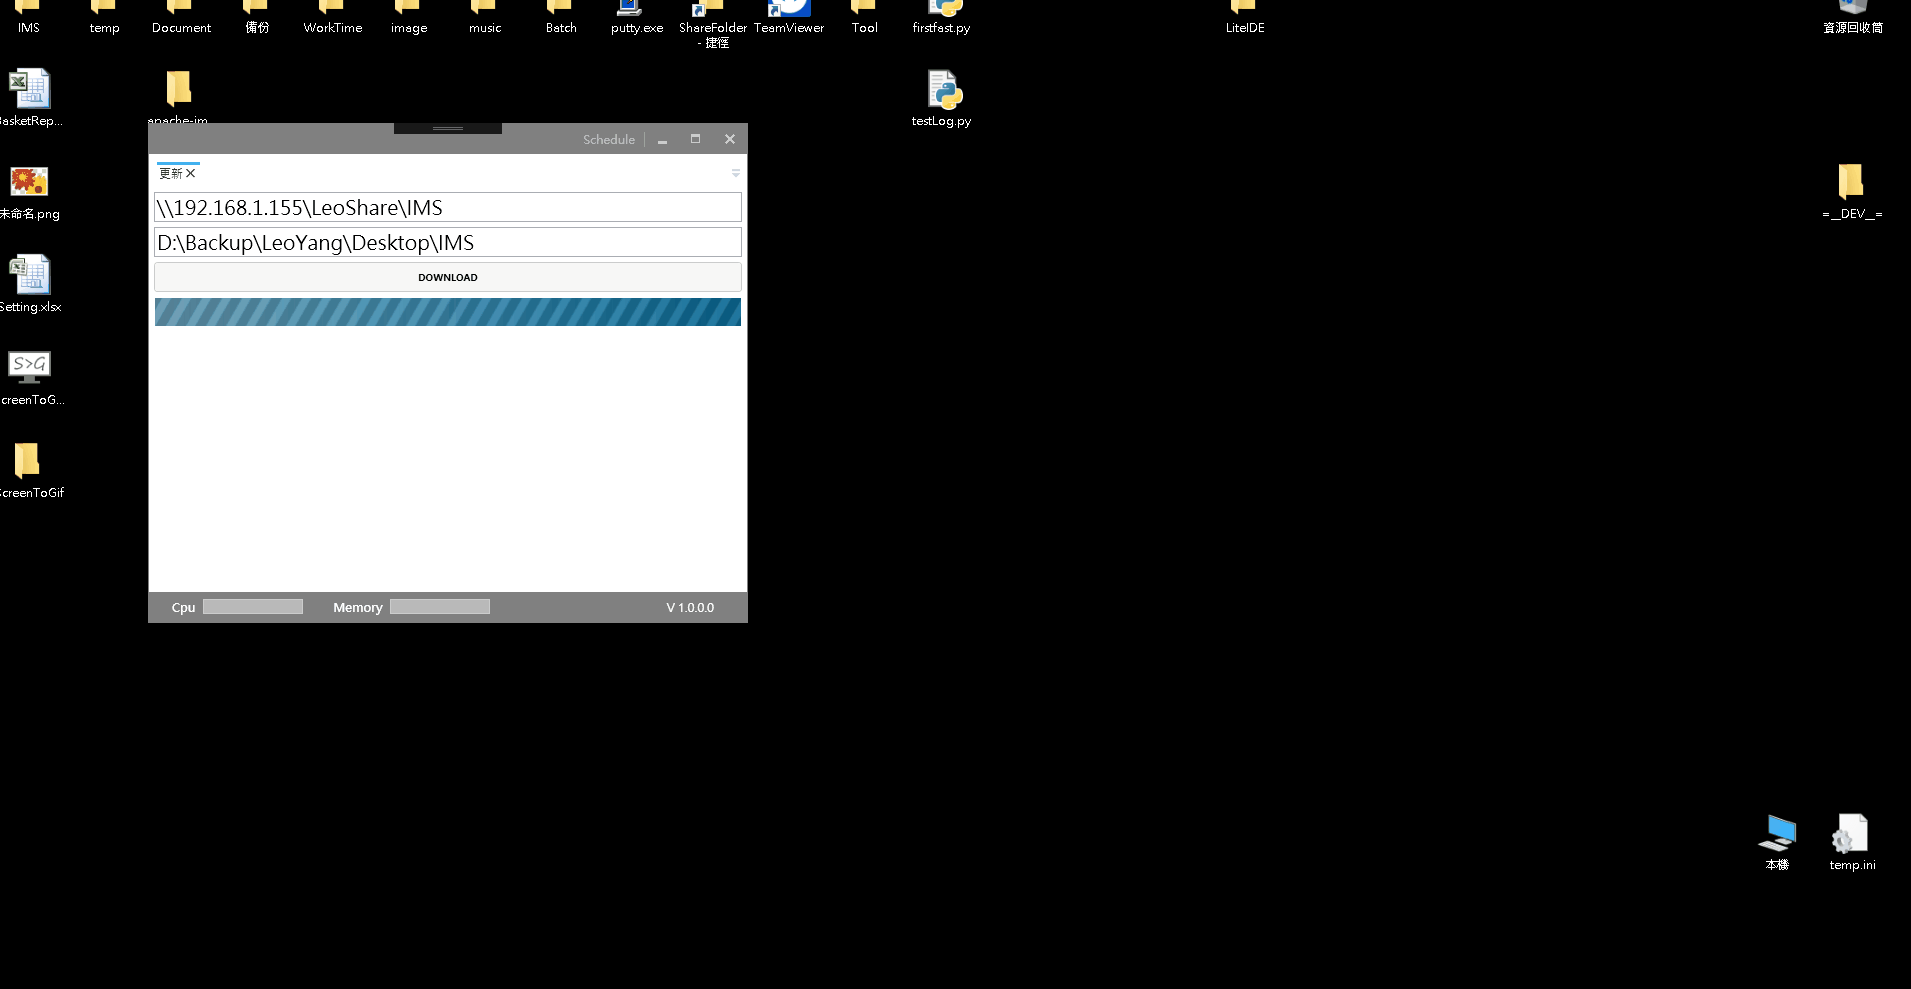 IMS
temp
Document
備份
WorkTime
image
music
Batch
putty.exe
ShareFolder
- 捷徑
TeamViewer
Tool
firstfast.py
LiteIDE
資源回收筒
BasketRep...
apache-jm
testLog.py
Schedule
更新
\\192.168.1.155\LeoShare\IMS
D:\Backup\LeoYang\Desktop\IMS
DOWNLOAD
未命名.png
=__DEV__=
Setting.xlsx
S>G
creenToG...
ScreenToGif
Cpu
Memory
V 1.0.0.0
本機
temp.ini